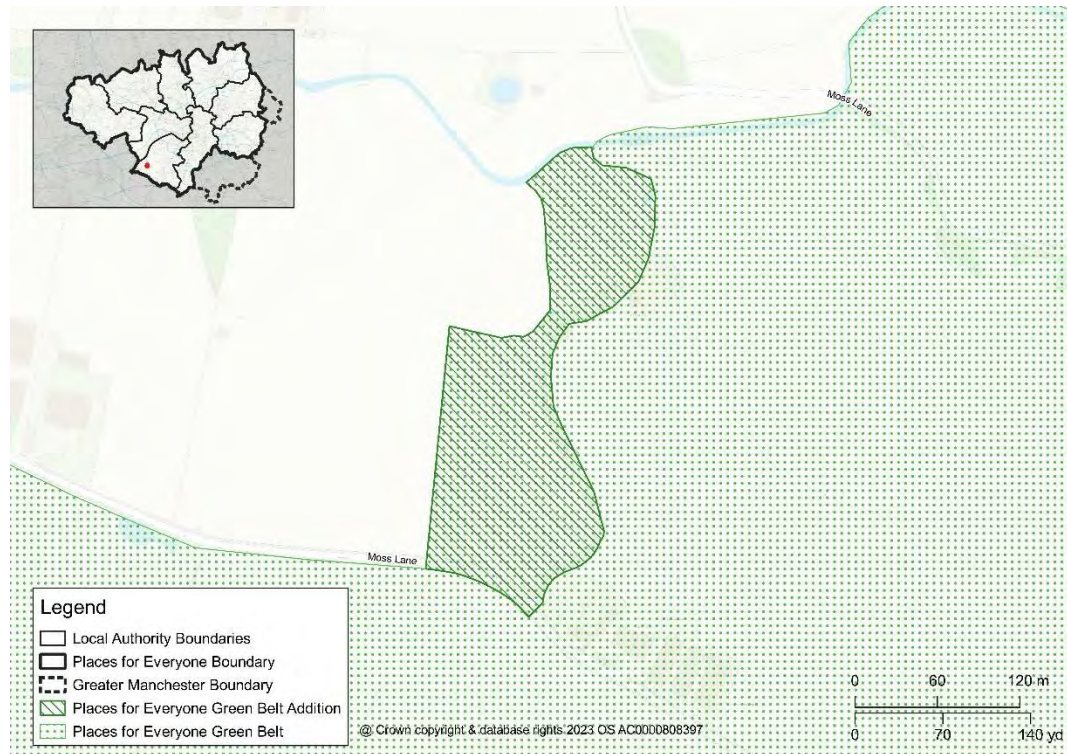 Moss Lane
Moss Lane
Legend
Local Authority Boundaries
Places for Everyone Boundary
Greater Manchester Boundary
Places for Everyone Green Belt Addition
Places for Everyone Green Belt
@ Crown copyright & database rights 2023 OS AC0000808397
0 60 120 m
0 70 140 yd